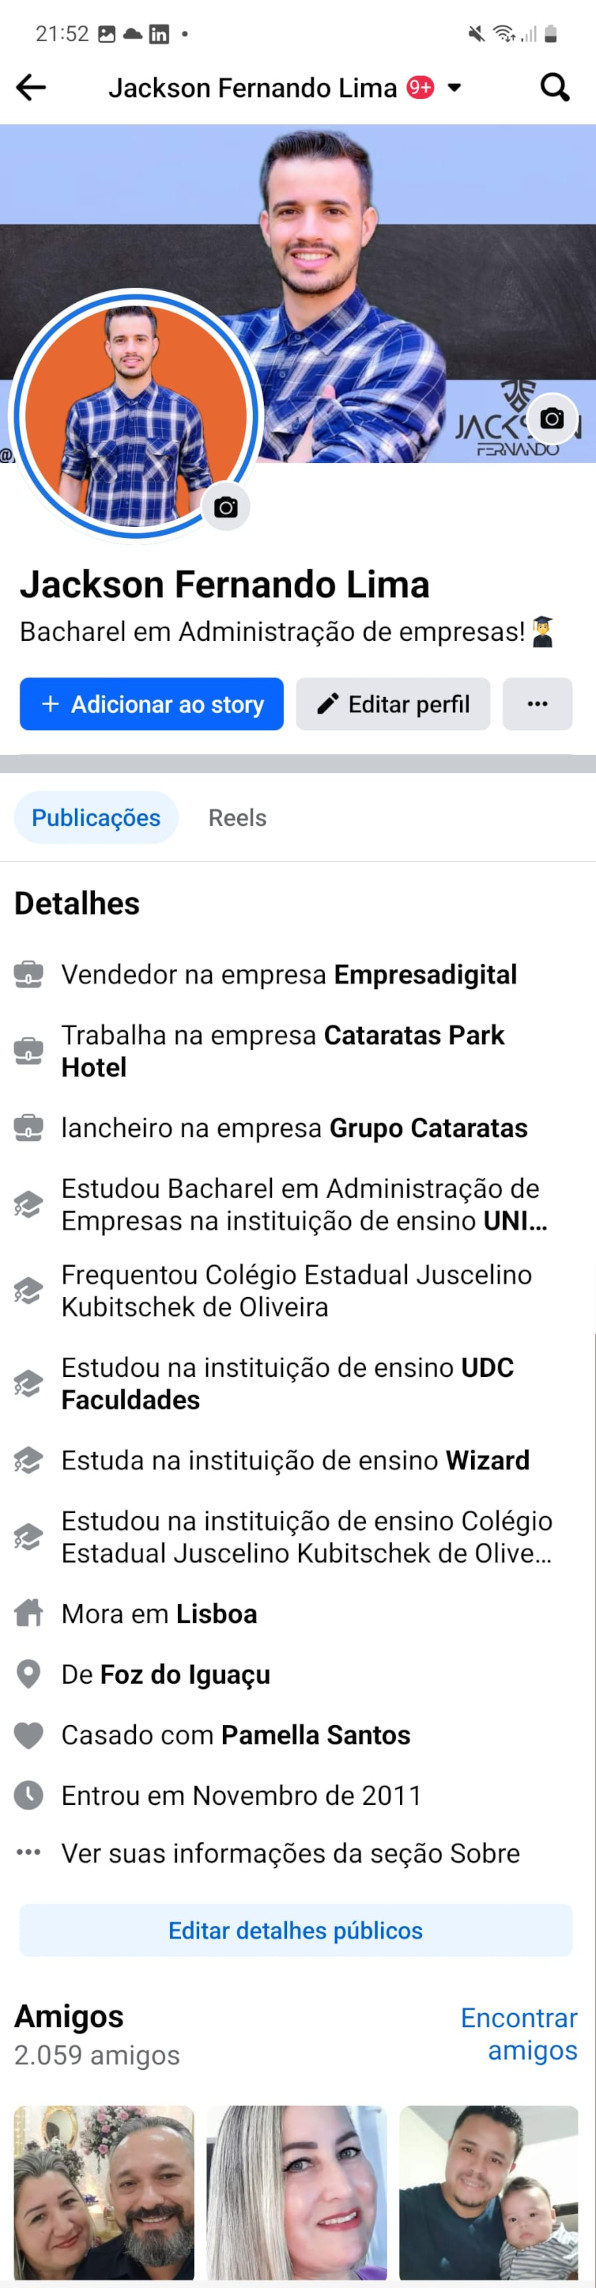 21:52
Jackson Fernando Lima 9+
JF
JACKS N
FERNANDO
@
Jackson Fernando Lima
Bacharel em Administração de empresas!👨‍🎓
+ Adicionar ao story
Editar perfil
...
Publicações
Reels
Detalhes
Vendedor na empresa Empresadigital
Trabalha na empresa Cataratas Park
Hotel
lancheiro na empresa Grupo Cataratas
Estudou Bacharel em Administração de
Empresas na instituição de ensino UNI...
Frequentou Colégio Estadual Juscelino
Kubitschek de Oliveira
Estudou na instituição de ensino UDC
Faculdades
Estuda na instituição de ensino Wizard
Estudou na instituição de ensino Colégio
Estadual Juscelino Kubitschek de Olive...
Mora em Lisboa
De Foz do Iguaçu
Casado com Pamella Santos
Entrou em Novembro de 2011
Ver suas informações da seção Sobre
Editar detalhes públicos
Amigos
2.059 amigos
Encontrar
amigos